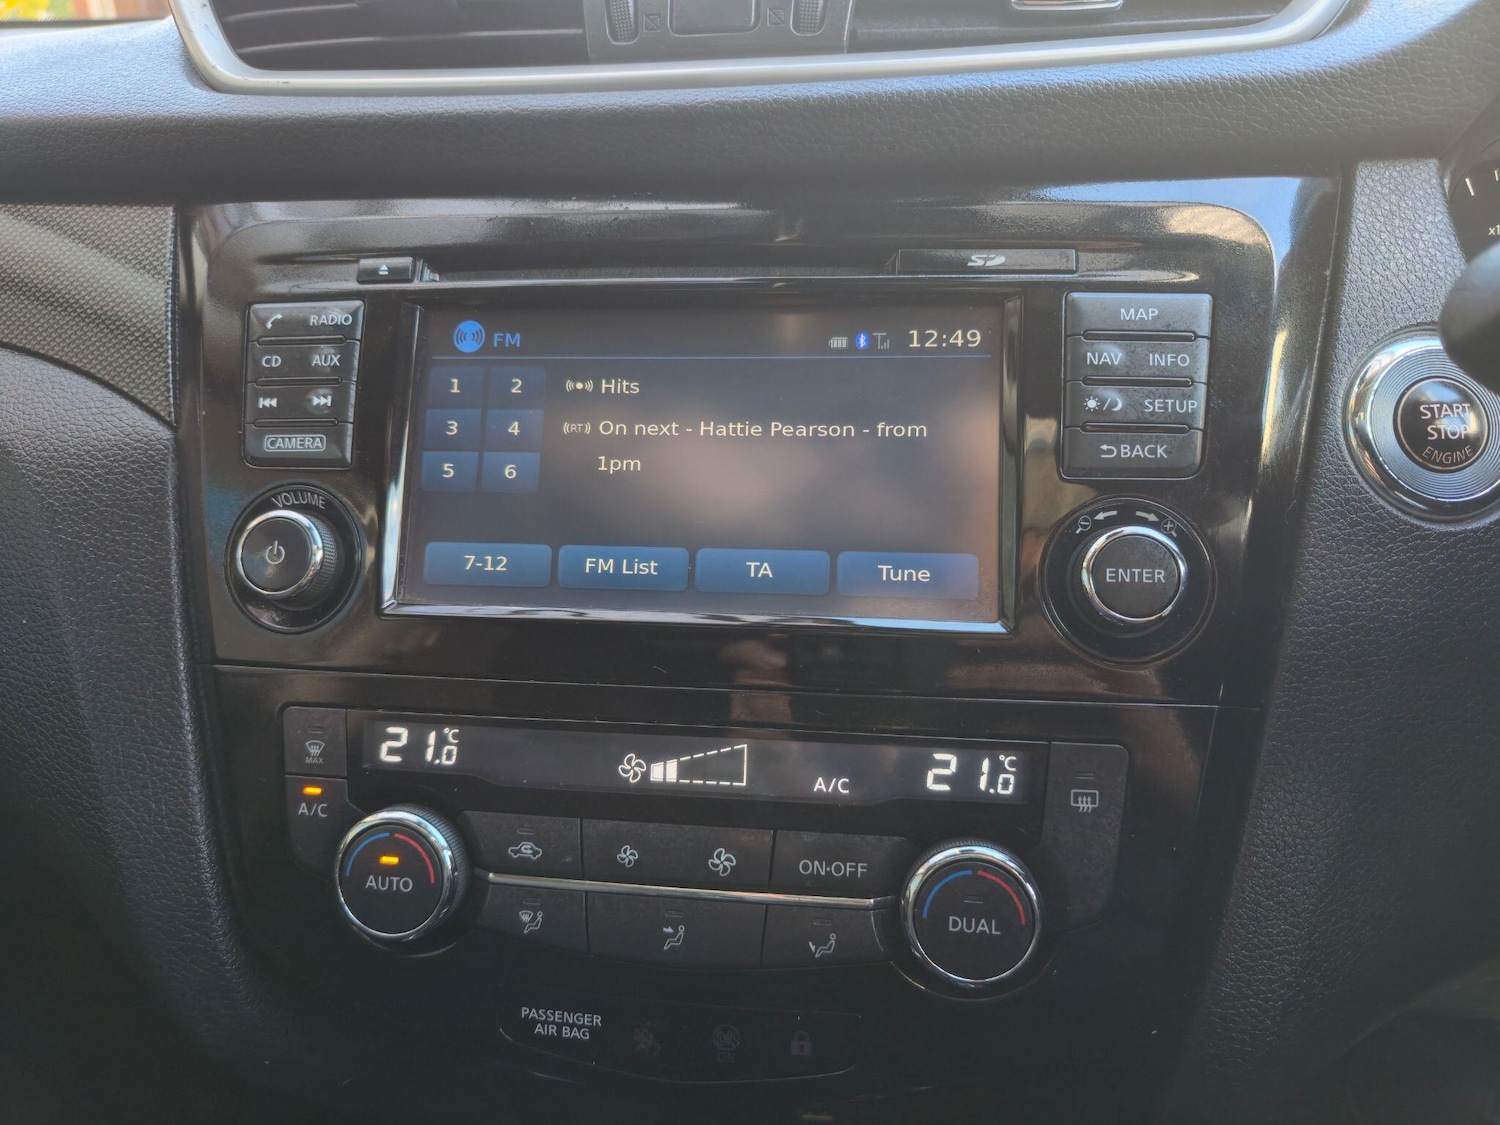 SD
RADIO
CD AUX
CAMERA
VOLUME
FM 12:49
1 2 Hits
3 4 (RT) On next - Hattie Pearson - from
1pm
5 6
7-12 FM List TA Tune
MAP
NAV INFO
SETUP
BACK
ENTER
START
STOP
ENGINE
x1
MAX
A/C
21.0°C A/C 21.0°C
AUTO
ON·OFF
DUAL
PASSENGER
AIR BAG